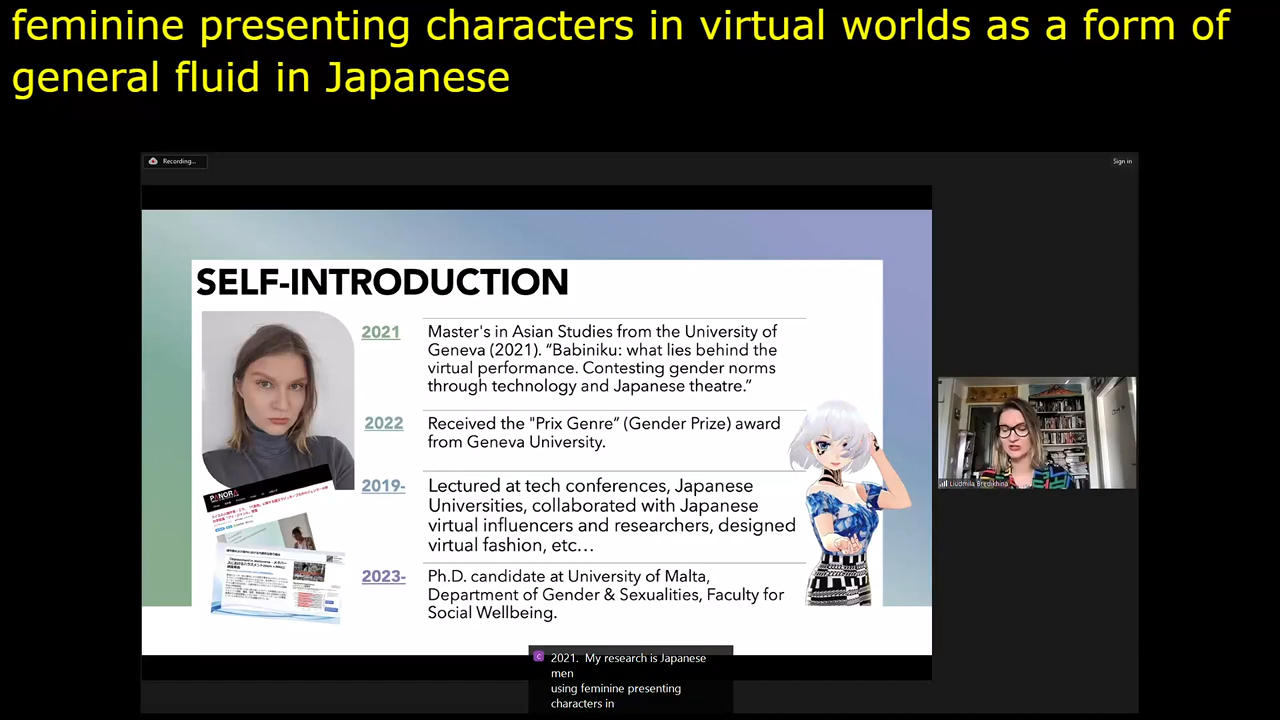 feminine presenting characters in virtual worlds as a form of
general fluid in Japanese
Recording...
Sign in
SELF-INTRODUCTION
2021
Master's in Asian Studies from the University of
Geneva (2021). “Babiniku: what lies behind the
virtual performance. Contesting gender norms
through technology and Japanese theatre.”
2022
Received the "Prix Genre” (Gender Prize) award
from Geneva University.
2019-
Lectured at tech conferences, Japanese
Universities, collaborated with Japanese
virtual influencers and researchers, designed
virtual fashion, etc…
2023-
Ph.D. candidate at University of Malta,
Department of Gender & Sexualities, Faculty for
Social Wellbeing.
PANORA
Liudmila Bredikhina
C
2021. My research is Japanese
men
using feminine presenting
characters in